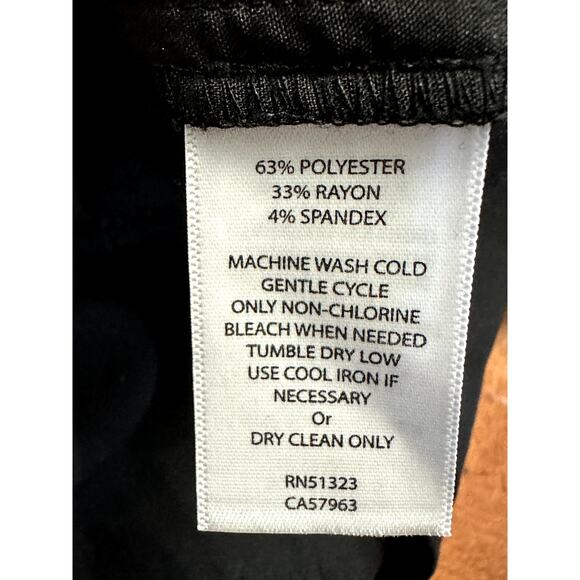 63% POLYESTER
33% RAYON
4% SPANDEX
MACHINE WASH COLD
GENTLE CYCLE
ONLY NON-CHLORINE
BLEACH WHEN NEEDED
TUMBLE DRY LOW
USE COOL IRON IF
NECESSARY
Or
DRY CLEAN ONLY
RN51323
CA57963